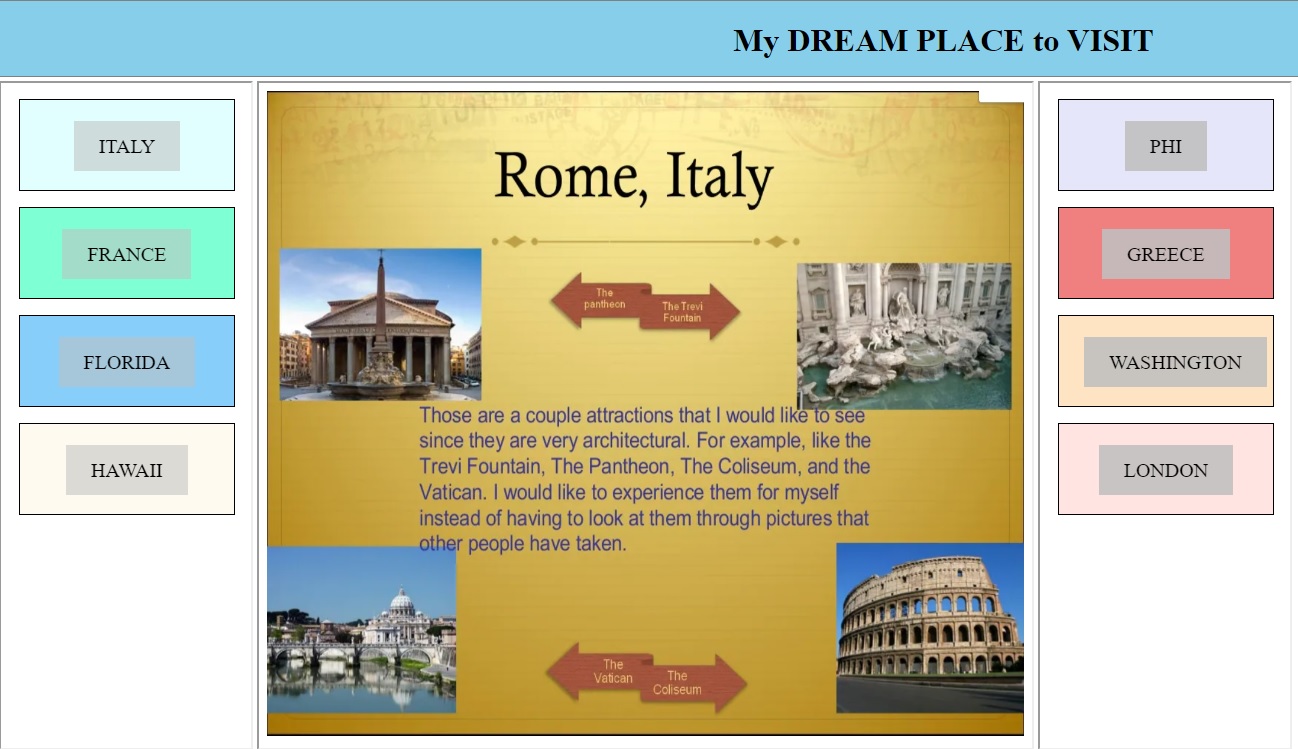 My DREAM PLACE to VISIT
ITALY
FRANCE
FLORIDA
HAWAII
Rome, Italy
The
pantheon
The Trevi
Fountain
Those are a couple attractions that I would like to see
since they are very architectural. For example, like the
Trevi Fountain, The Pantheon, The Coliseum, and the
Vatican. I would like to experience them for myself
instead of having to look at them through pictures that
other people have taken.
The
Vatican
The
Coliseum
PHI
GREECE
WASHINGTON
LONDON